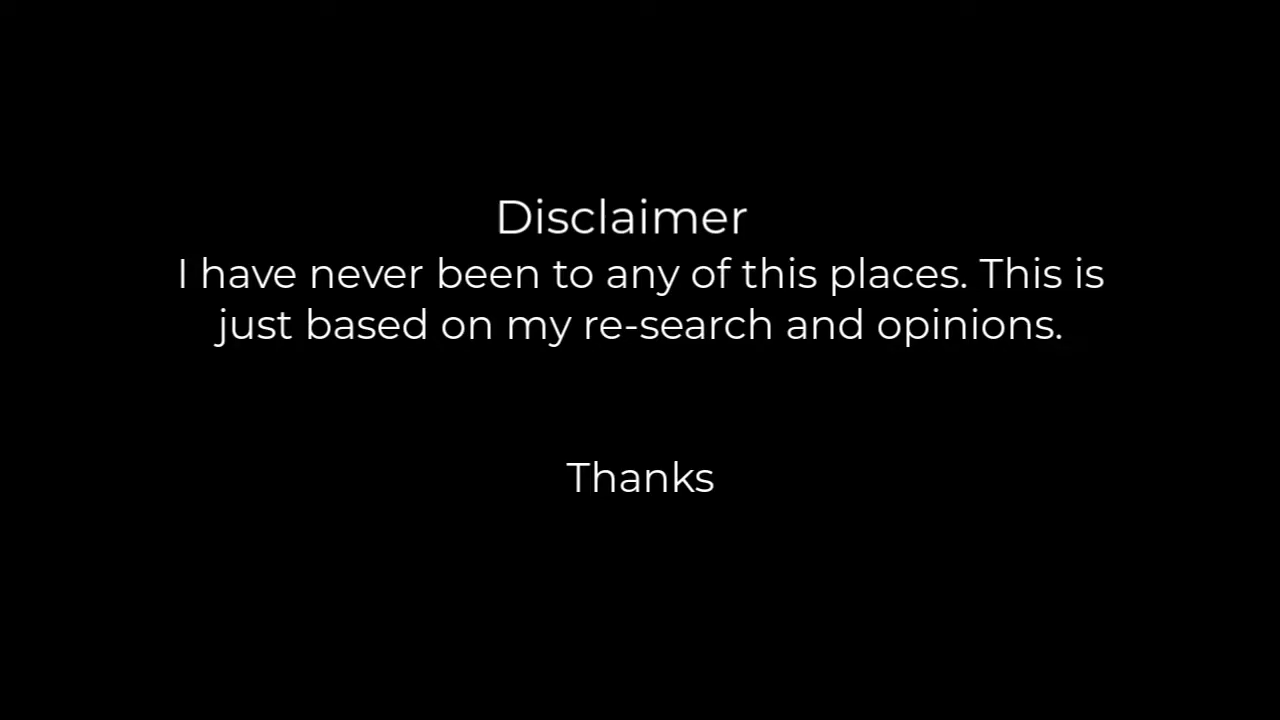 Disclaimer
I have never been to any of this places. This is
just based on my re-search and opinions.
Thanks